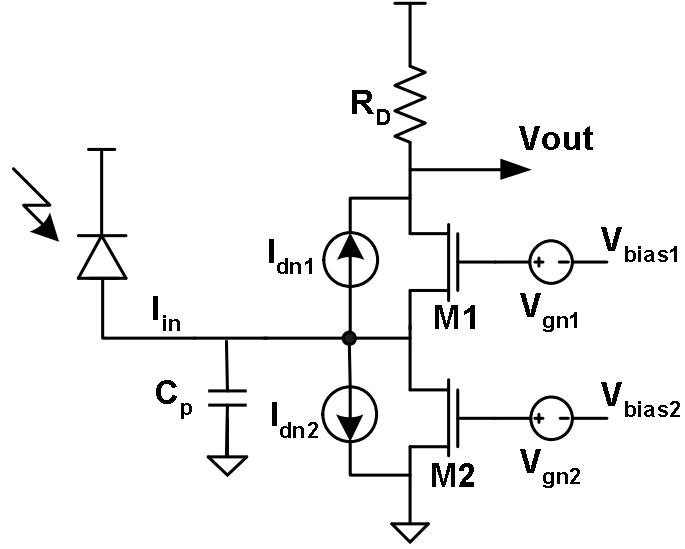 R_D
Vout
I_dn1
V_bias1
V_gn1
M1
I_in
C_p
I_dn2
V_bias2
V_gn2
M2